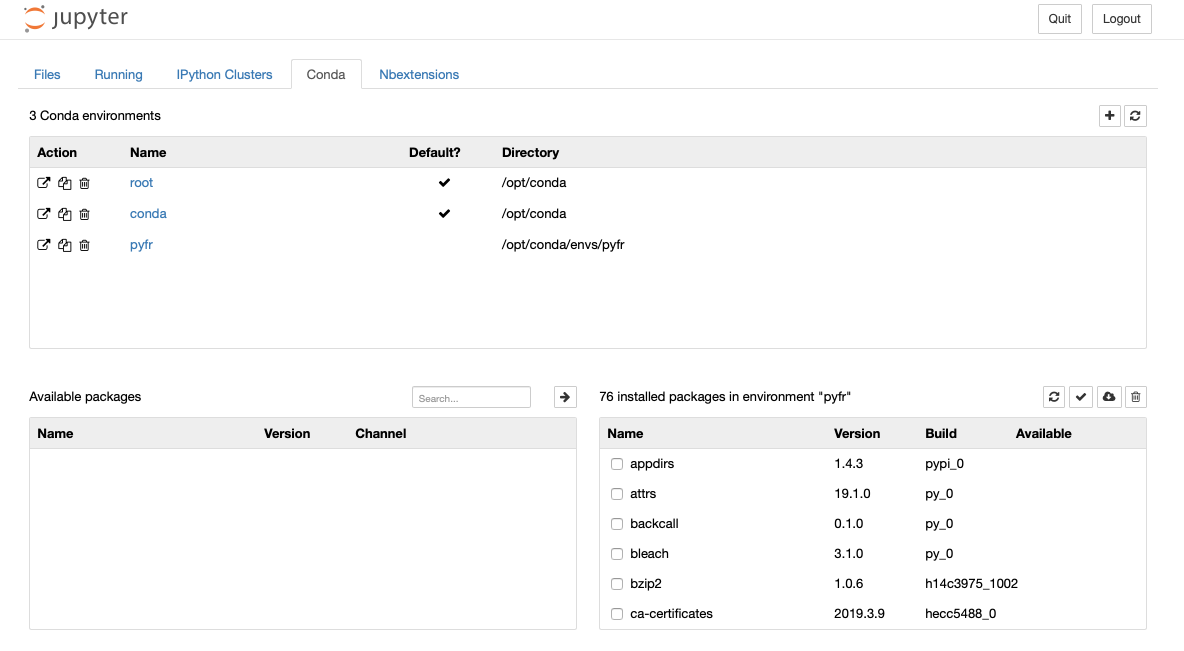 jupyter
Quit Logout
Files Running IPython Clusters Conda Nbextensions
3 Conda environments
Action Name Default? Directory
root /opt/conda
conda /opt/conda
pyfr /opt/conda/envs/pyfr
Available packages Search... 76 installed packages in environment "pyfr"
Name Version Channel
Name Version Build Available
appdirs 1.4.3 pypi_0
attrs 19.1.0 py_0
backcall 0.1.0 py_0
bleach 3.1.0 py_0
bzip2 1.0.6 h14c3975_1002
ca-certificates 2019.3.9 hecc5488_0